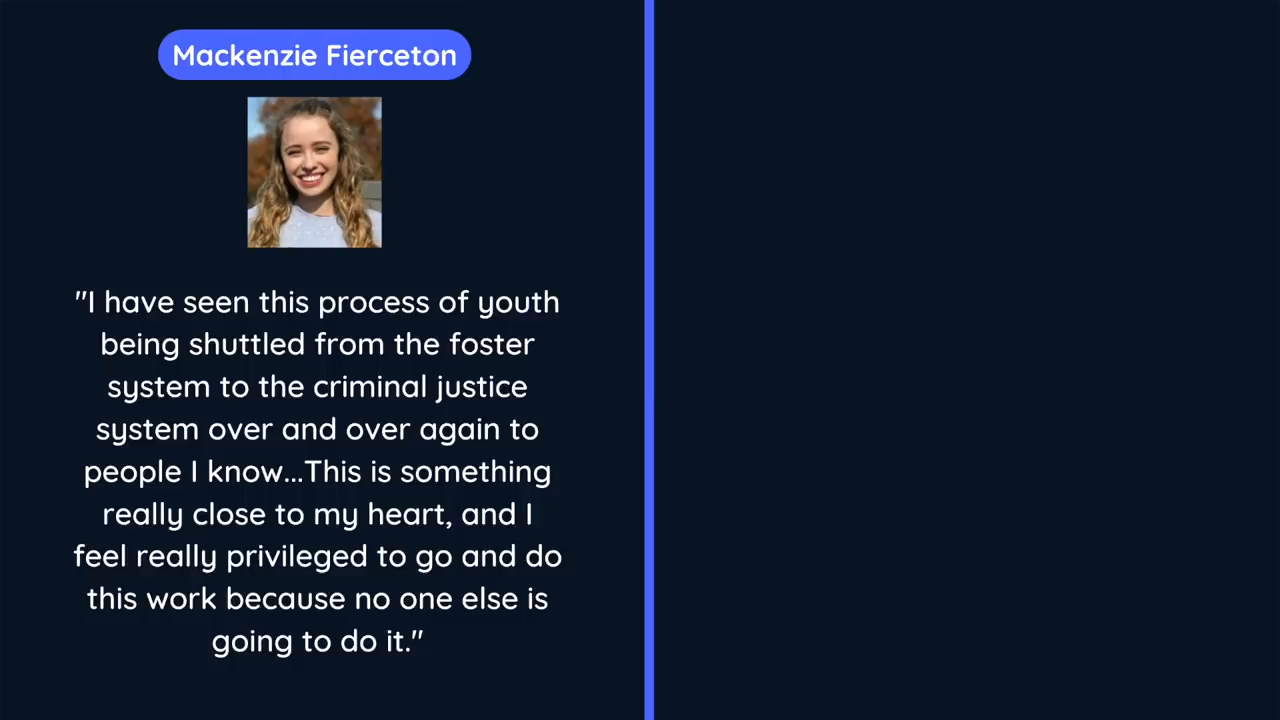 Mackenzie Fierceton
"I have seen this process of youth
being shuttled from the foster
system to the criminal justice
system over and over again to
people I know...This is something
really close to my heart, and I
feel really privileged to go and do
this work because no one else is
going to do it."